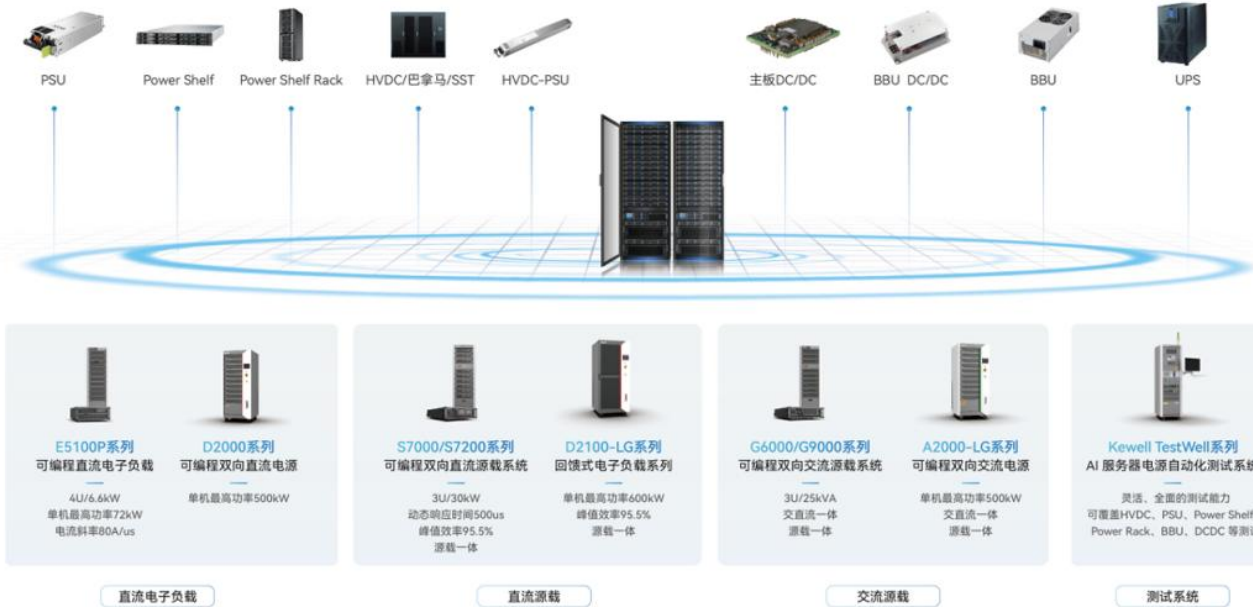 PSU
Power Shelf
Power Shelf Rack
HVDC/巴拿马/SST
HVDC-PSU
主板DC/DC
BBU DC/DC
BBU
UPS
E5100P系列
可编程直流电子负载
4U/6.6kW
单机最高功率72kW
电流斜率80A/us
D2000系列
可编程双向直流电源
单机最高功率500kW
S7000/S7200系列
可编程双向直流源载系统
3U/30kW
动态响应时间500us
峰值效率95.5%
源载一体
D2100-LG系列
回馈式电子负载系列
单机最高功率600kW
峰值效率95.5%
源载一体
G6000/G9000系列
可编程双向交流源载系统
3U/25kVA
交直流一体
源载一体
A2000-LG系列
可编程双向交流电源
单机最高功率500kW
交直流一体
源载一体
Kewell TestWell系列
AI 服务器电源自动化测试系统
灵活、全面的测试能力
可覆盖HVDC、PSU、Power Shelf
Power Rack、BBU、DCDC 等测试
直流电子负载
直流源载
交流源载
测试系统